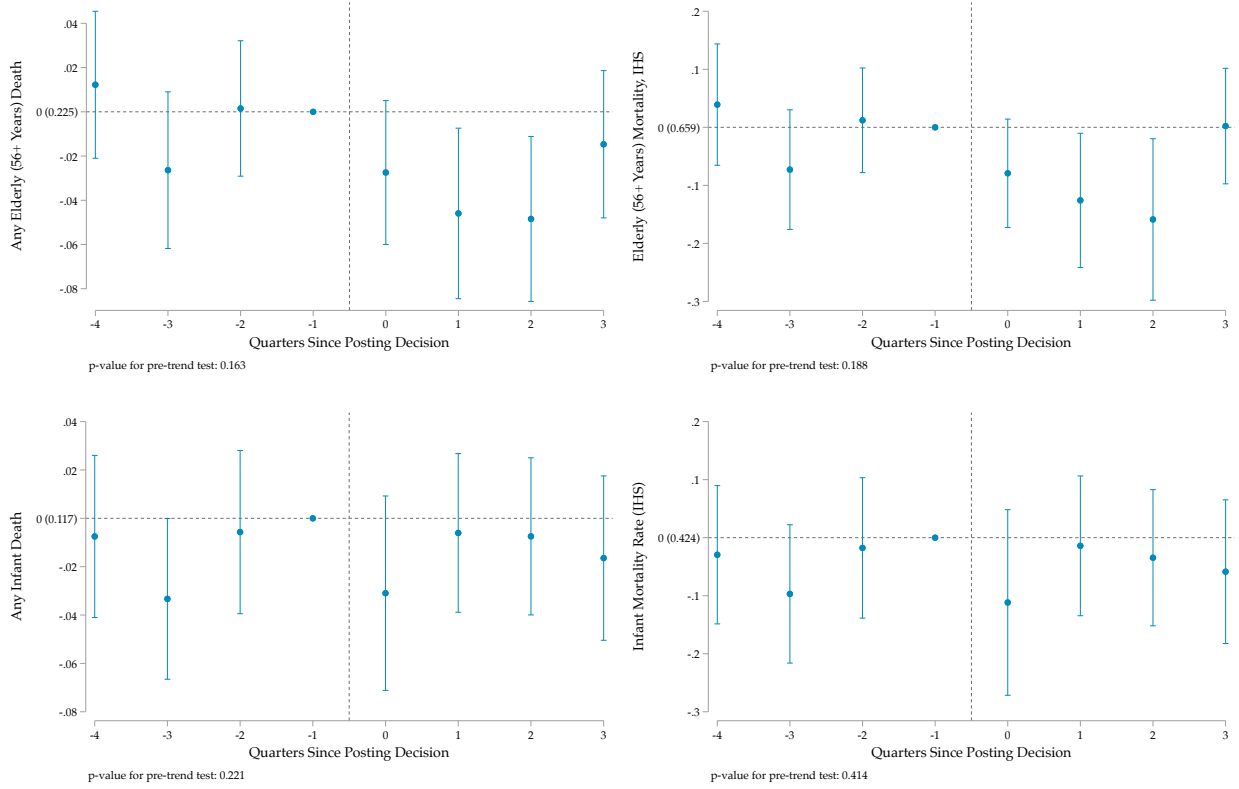 Any Elderly (56+ Years) Death
.04
.02
0 (0.225)
-.02
-.04
-.06
-.08
-4 -3 -2 -1 0 1 2 3
Quarters Since Posting Decision
p-value for pre-trend test: 0.163
Elderly (56+ Years) Mortality, IHS
.2
.1
0 (0.659)
-.1
-.2
-.3
-4 -3 -2 -1 0 1 2 3
Quarters Since Posting Decision
p-value for pre-trend test: 0.188
Any Infant Death
.04
.02
0 (0.117)
-.02
-.04
-.06
-.08
-4 -3 -2 -1 0 1 2 3
Quarters Since Posting Decision
p-value for pre-trend test: 0.221
Infant Mortality Rate (IHS)
.2
.1
0 (0.424)
-.1
-.2
-.3
-4 -3 -2 -1 0 1 2 3
Quarters Since Posting Decision
p-value for pre-trend test: 0.414